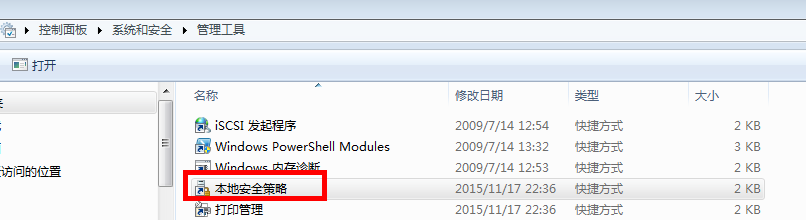 控制面板 系统和安全 管理工具
打开
名称 修改日期 类型 大小
iSCSI 发起程序 2009/7/14 12:54 快捷方式 2 KB
Windows PowerShell Modules 2009/7/14 13:32 快捷方式 3 KB
Windows 内存诊断 2009/7/14 12:53 快捷方式 2 KB
访问的位置
本地安全策略 2015/11/17 22:36 快捷方式 2 KB
打印管理 2015/11/17 22:36 快捷方式 2 KB